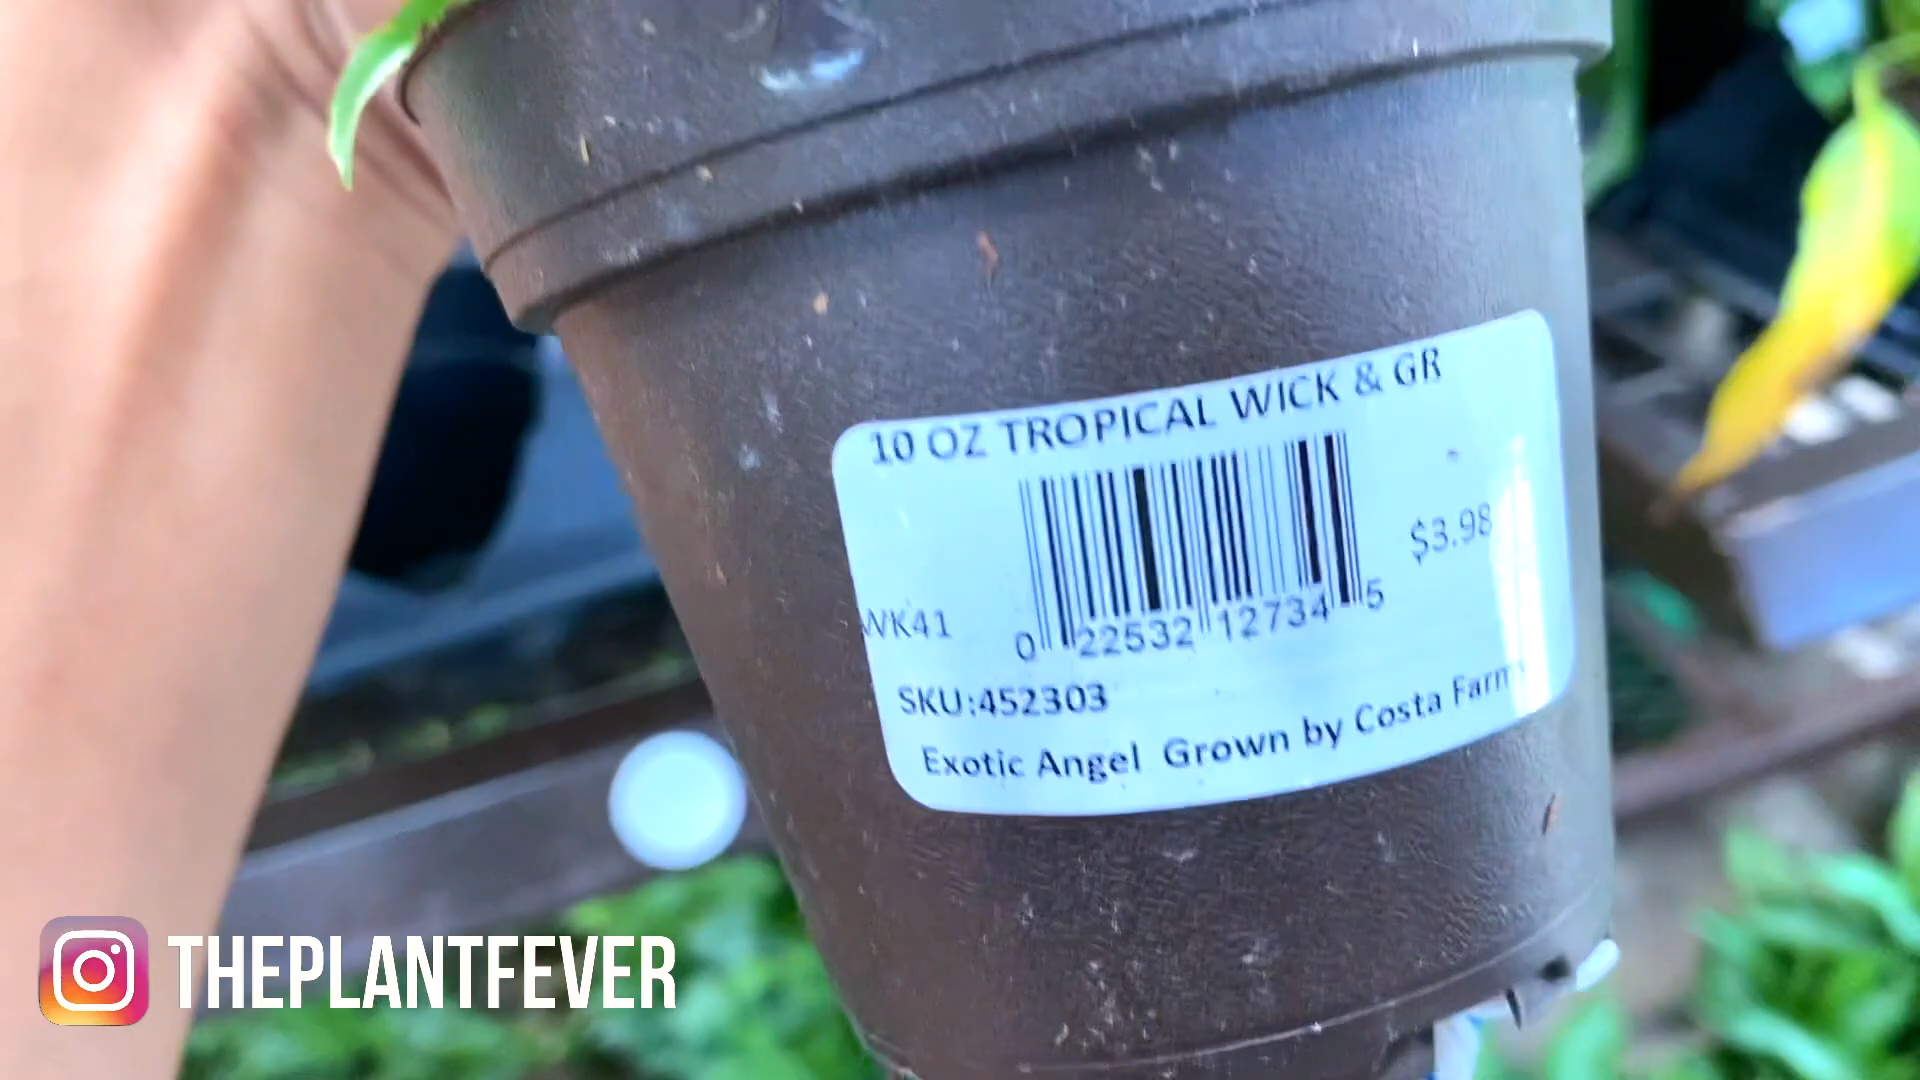 10 OZ TROPICAL WICK & GR
$3.98
WK41
0 22532 12734 5
SKU:452303
Exotic Angel Grown by Costa Farms
THEPLANTFEVER